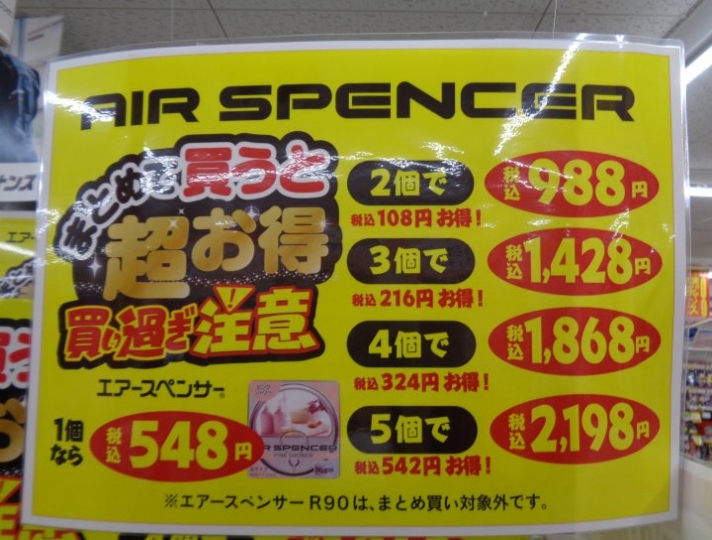 AIR SPENCER
まとめて買うと
超お得
買い過ぎ注意!
2個で 税込988円
税込108円お得!
3個で 税込1,428円
税込216円お得!
4個で 税込1,868円
税込324円お得!
5個で 税込2,198円
税込542円お得!
エアースペンサー®
1個なら 税込548円
AIR SPENCER
※エアースペンサーR90は、まとめ買い対象外です。
ナンズ
エアー